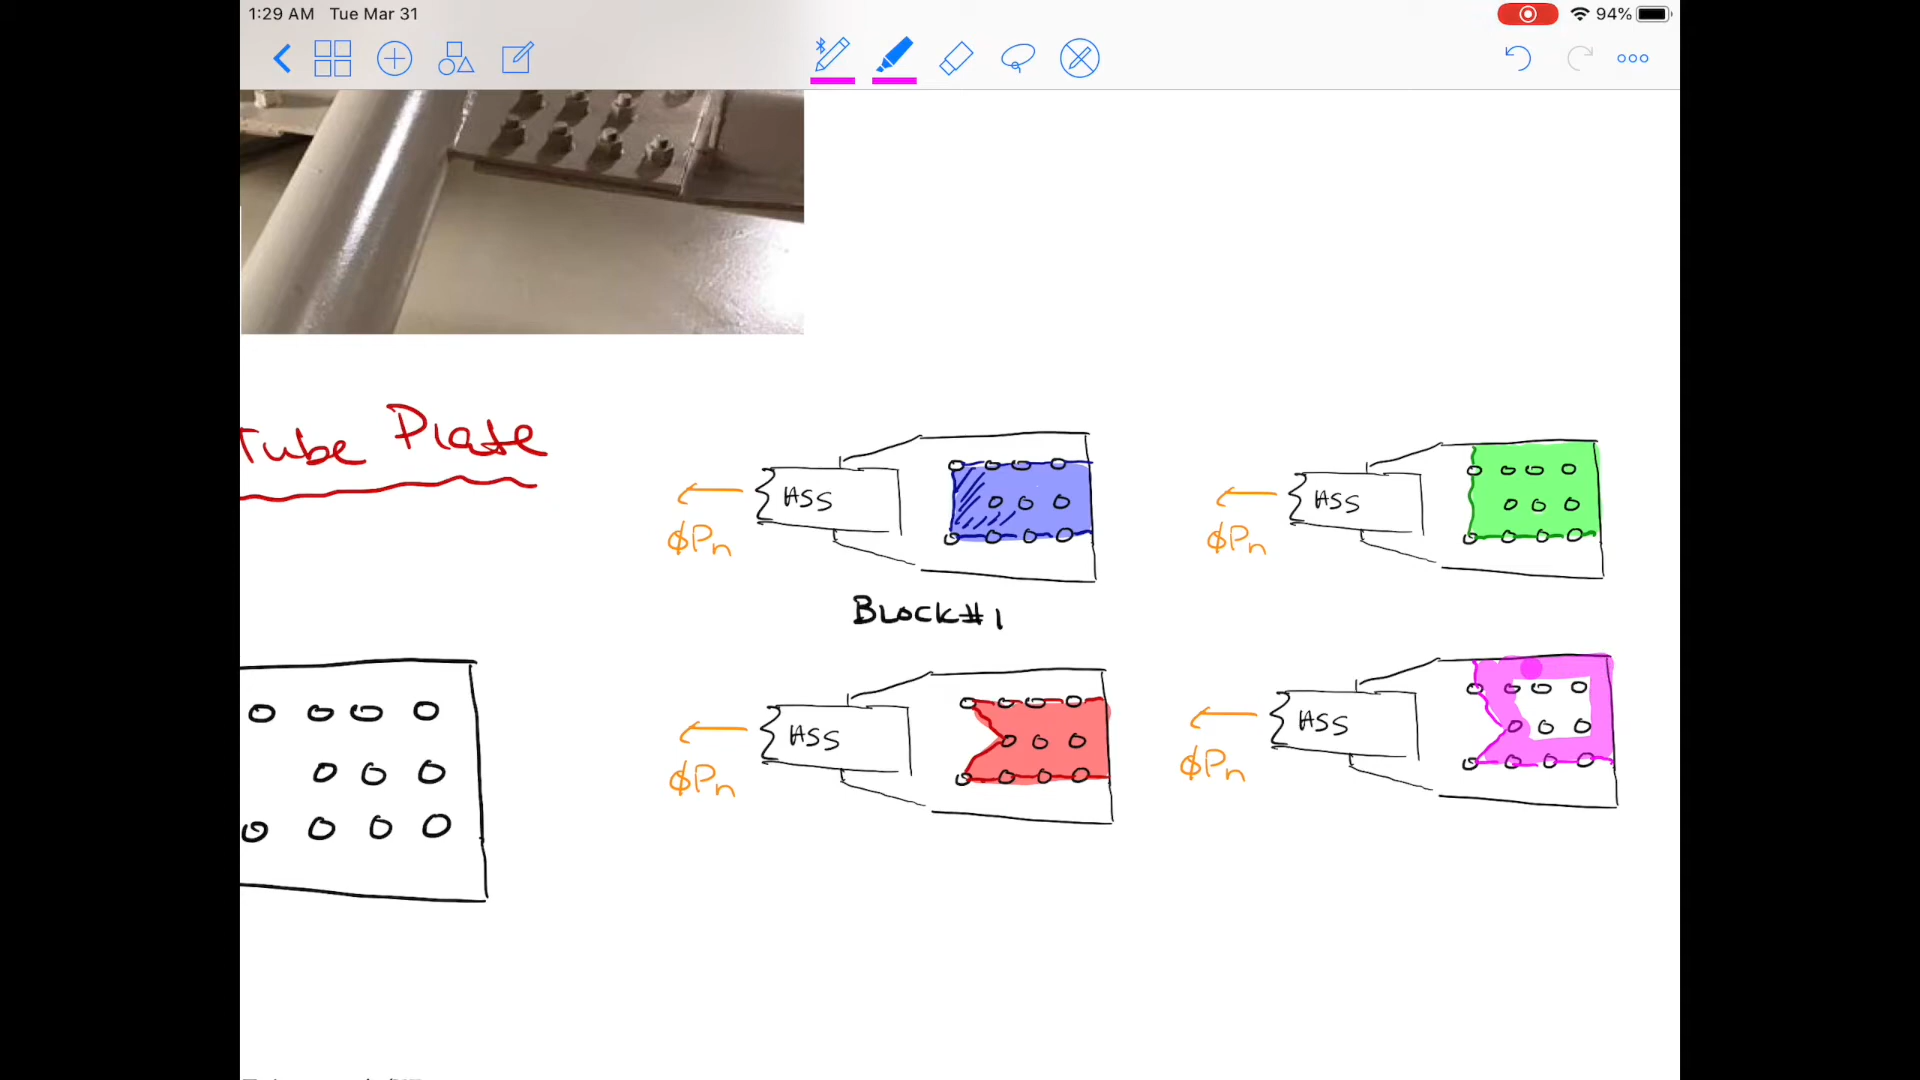 1:29 AM Tue Mar 31
94%
Tube Plate
HSS
ϕPn
HSS
ϕPn
BLOCK#1
HSS
ϕPn
HSS
ϕPn